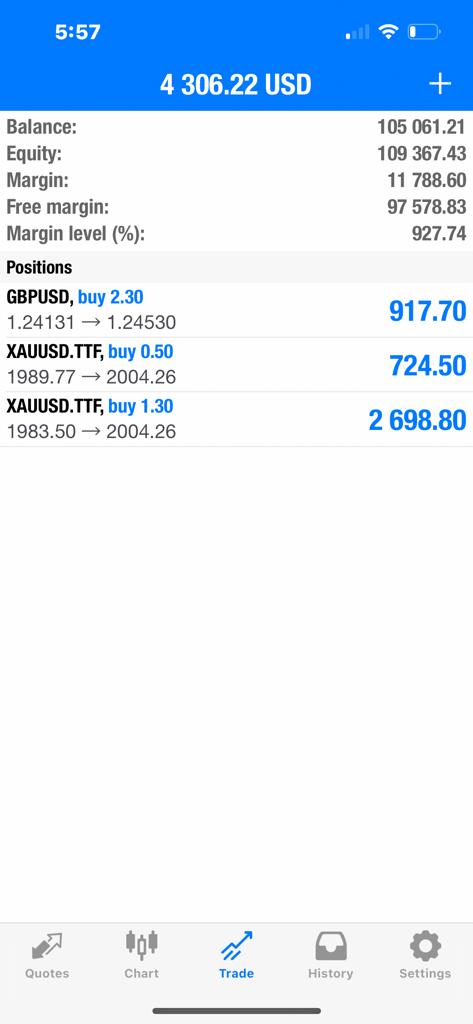 5:57
4 306.22 USD +
Balance: 105 061.21
Equity: 109 367.43
Margin: 11 788.60
Free margin: 97 578.83
Margin level (%): 927.74
Positions
GBPUSD, buy 2.30 917.70
1.24131 → 1.24530
XAUUSD.TTF, buy 0.50 724.50
1989.77 → 2004.26
XAUUSD.TTF, buy 1.30 2 698.80
1983.50 → 2004.26
Quotes Chart Trade History Settings